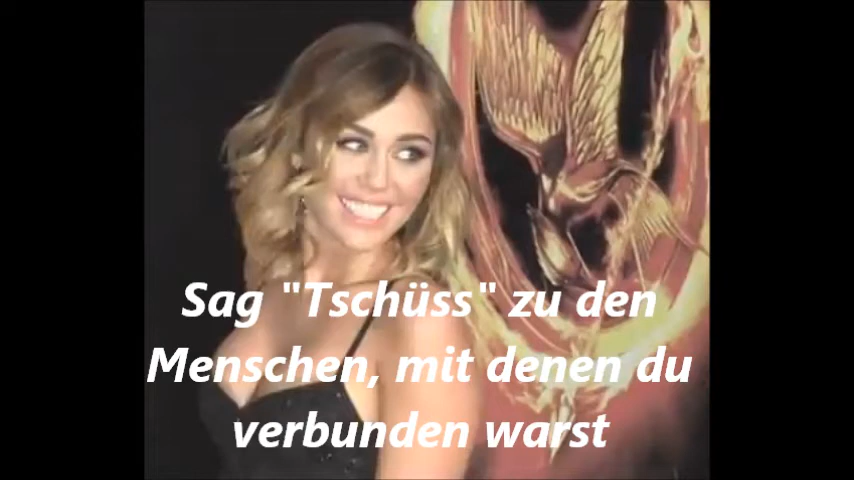 Sag "Tschüss" zu den
Menschen, mit denen du
verbunden warst